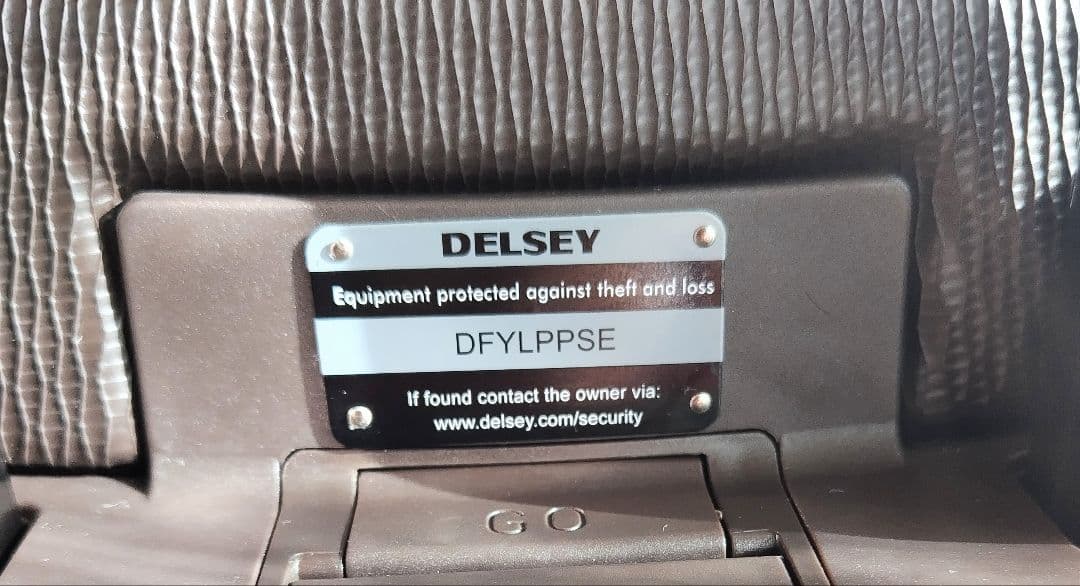 DELSEY
Equipment protected against theft and loss
DFYLPPSE
If found contact the owner via:
www.delsey.com/security
GO